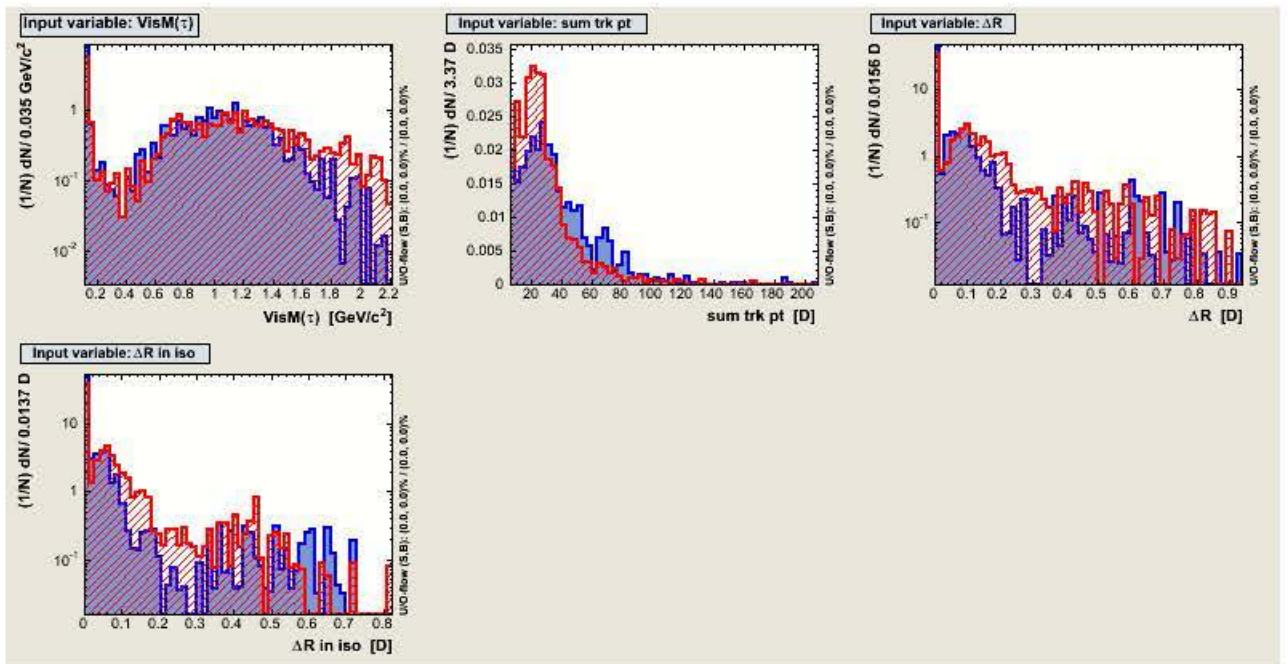 Input variable: VisM(τ)
(1/N) dN/ 0.035 GeV/c²
1
10⁻¹
10⁻²
0.2 0.4 0.6 0.8 1 1.2 1.4 1.6 1.8 2 2.2
VisM(τ) [GeV/c²]
U/O-flow (S,B): (0.0, 0.0)% / (0.0, 0.0)%
Input variable: sum trk pt
(1/N) dN/ 3.37 D
0.035
0.03
0.025
0.02
0.015
0.01
0.005
0
20 40 60 80 100 120 140 160 180 200
sum trk pt [D]
U/O-flow (S,B): (0.0, 0.0)% / (0.0, 0.0)%
Input variable: ΔR
(1/N) dN/ 0.0156 D
10
1
10⁻¹
0 0.1 0.2 0.3 0.4 0.5 0.6 0.7 0.8 0.9
ΔR [D]
U/O-flow (S,B): (0.0, 0.0)% / (0.0, 0.0)%
Input variable: ΔR in iso
(1/N) dN/ 0.0137 D
10
1
10⁻¹
0 0.1 0.2 0.3 0.4 0.5 0.6 0.7 0.8
ΔR in iso [D]
U/O-flow (S,B): (0.0, 0.0)% / (0.0, 0.0)%